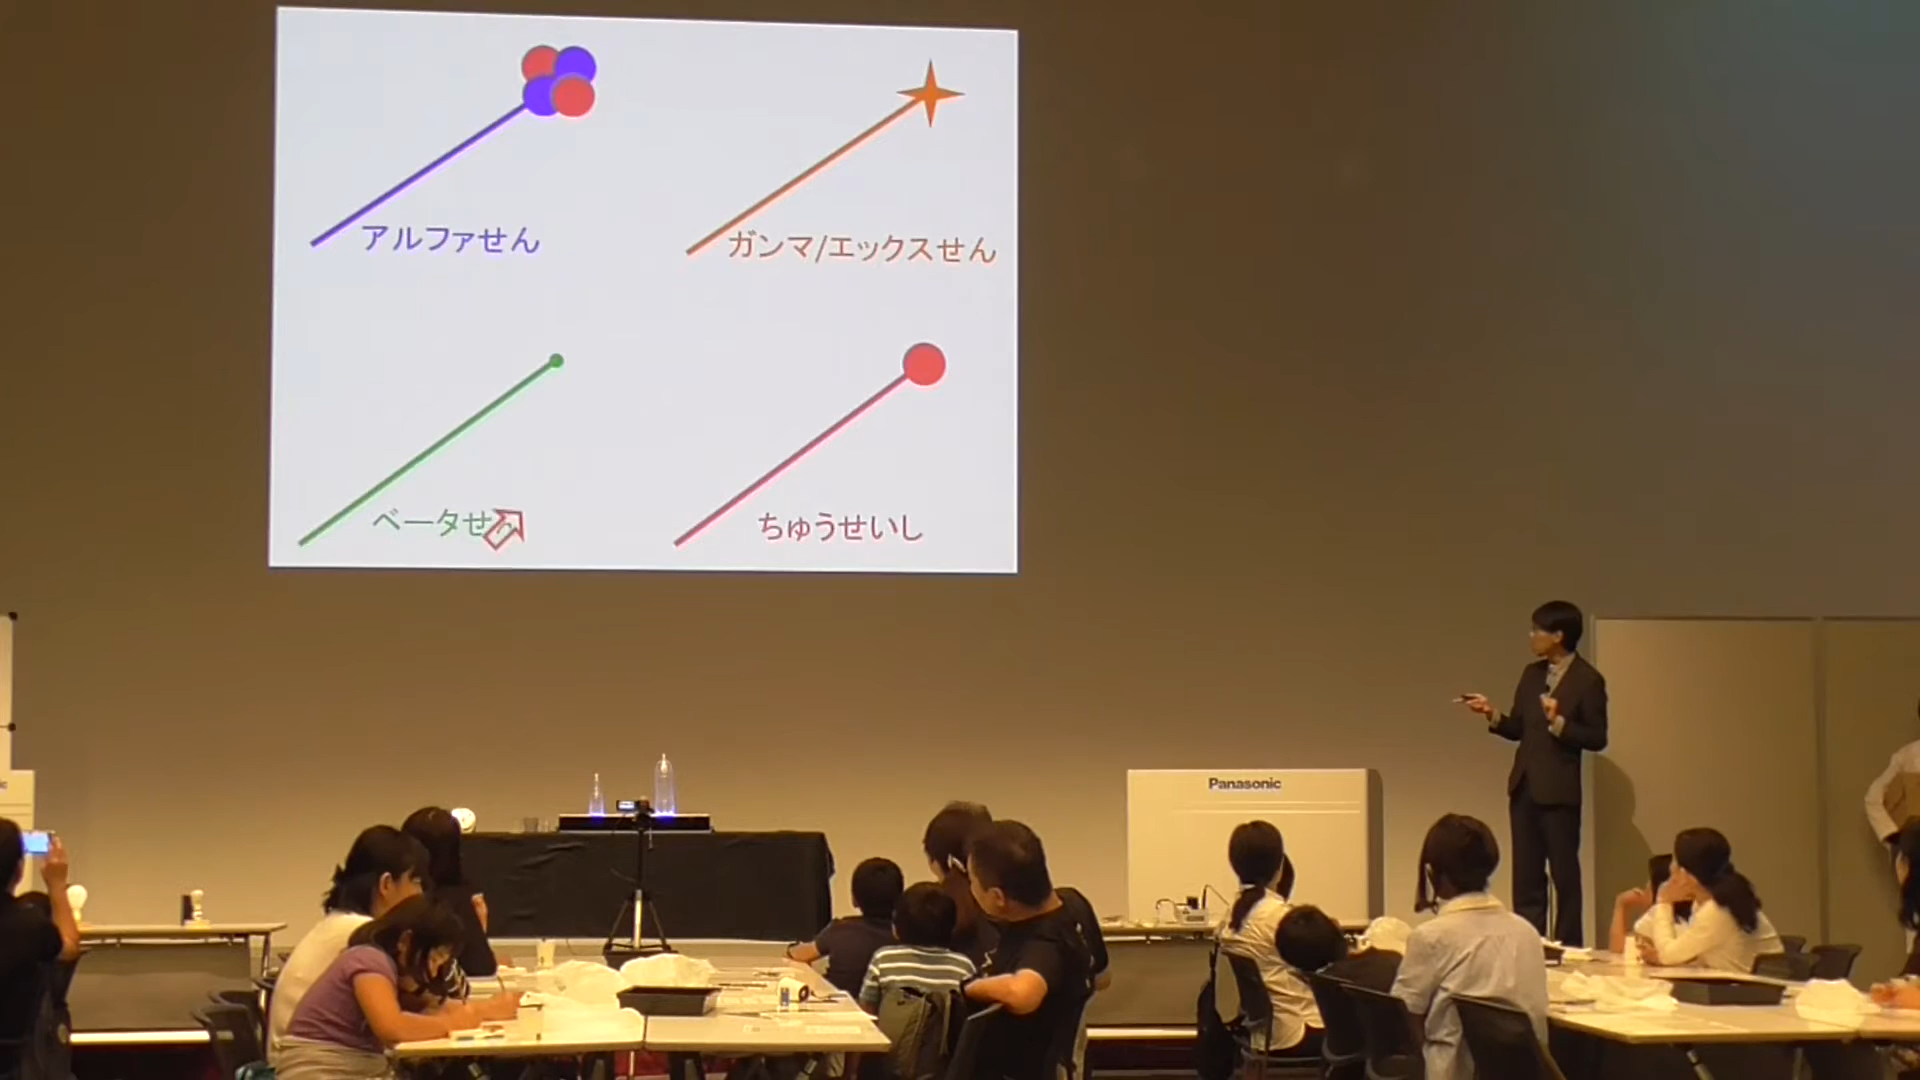 アルファせん
ガンマ/エックスせん
ベータせ
ちゅうせいし
Panasonic